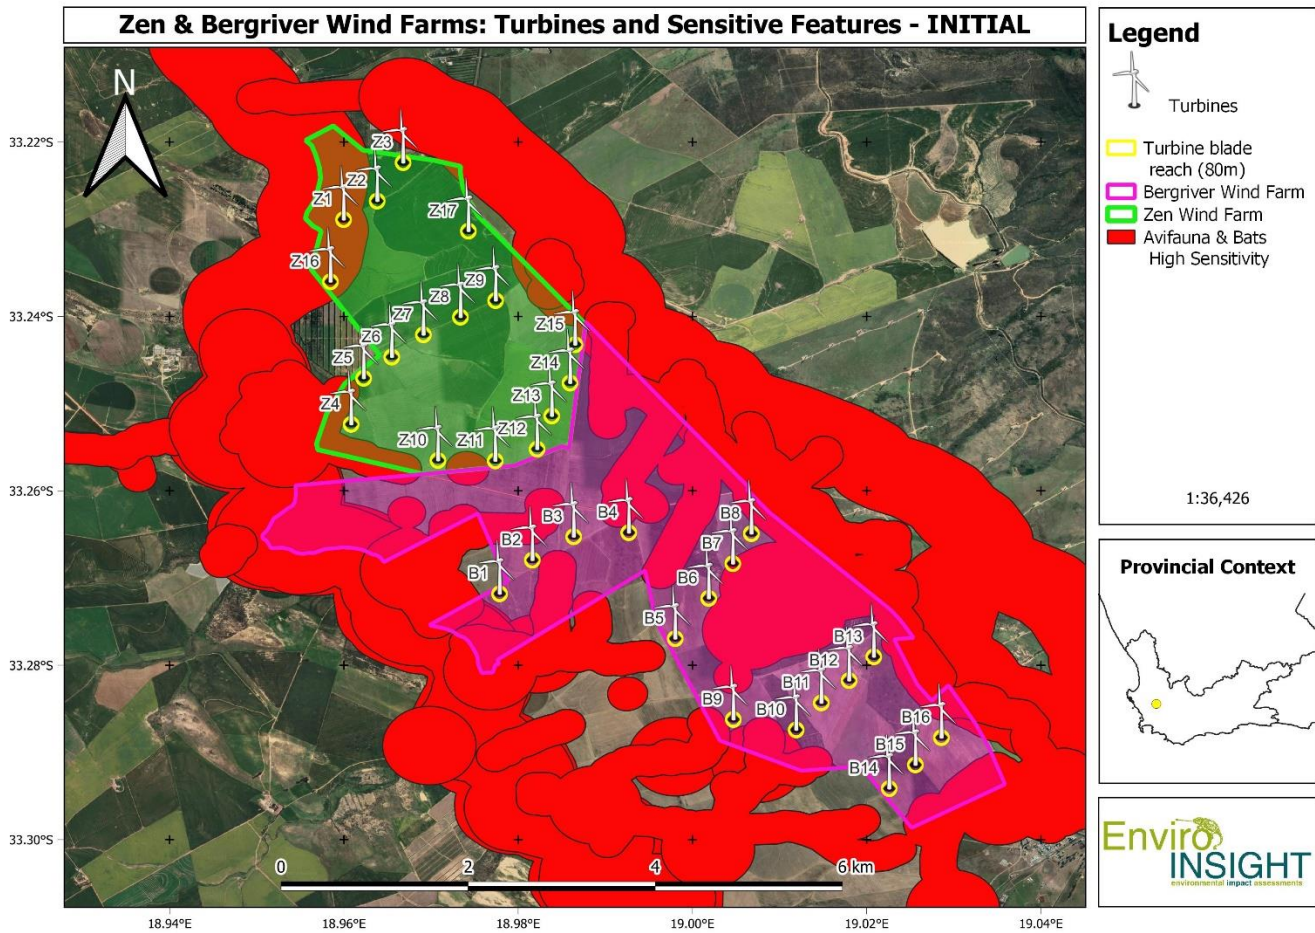 Zen & Bergriver Wind Farms: Turbines and Sensitive Features - INITIAL
N
33.22°S
33.24°S
33.26°S
33.28°S
33.30°S
Z3
Z2
Z1
Z17
Z16
Z9
Z8
Z7
Z6
Z5
Z15
Z14
Z4
Z13
Z12
Z10
Z11
B4
B3
B8
B2
B7
B1
B6
B5
B13
B12
B11
B9
B10
B16
B15
B14
0
2
4
6 km
18.94°E
18.96°E
18.98°E
19.00°E
19.02°E
19.04°E
Legend
Turbines
Turbine blade
reach (80m)
Bergriver Wind Farm
Zen Wind Farm
Avifauna & Bats
High Sensitivity
1:36,426
Provincial Context
Enviro
INSIGHT
environmental impact assessments